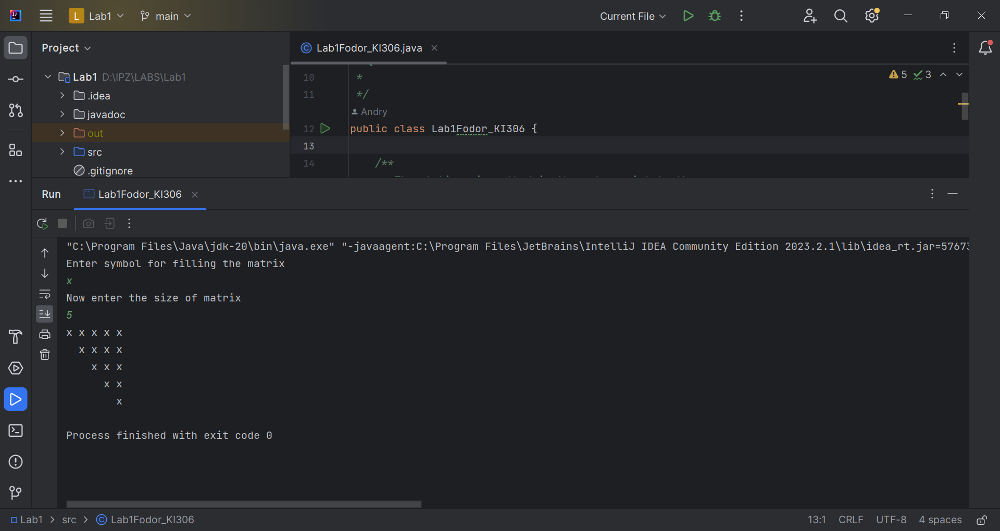 L Lab1 main Current File
Project
Lab1 D:\IPZ\LABS\Lab1
.idea
javadoc
out
src
.gitignore
Lab1Fodor_KI306.java
5 3
10 *
11 */
Andry
12 public class Lab1Fodor_KI306 {
13
14 /**
Run Lab1Fodor_KI306
"C:\Program Files\Java\jdk-20\bin\java.exe" "-javaagent:C:\Program Files\JetBrains\IntelliJ IDEA Community Edition 2023.2.1\lib\idea_rt.jar=57673
Enter symbol for filling the matrix
x
Now enter the size of matrix
5
x x x x x
x x x x
x x x
x x
x
Process finished with exit code 0
Lab1 > src > Lab1Fodor_KI306 13:1 CRLF UTF-8 4 spaces